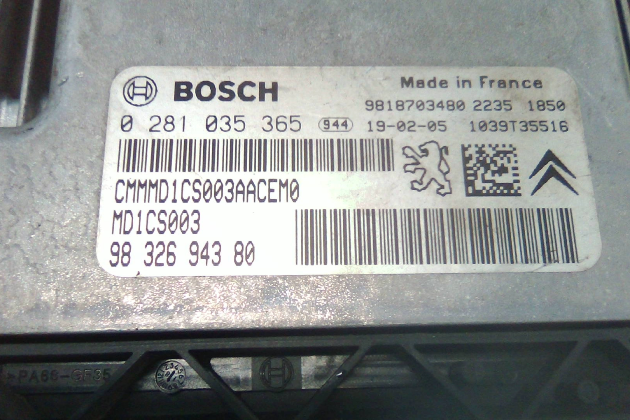 BOSCH
Made in France
9818703480 2235 1850
0 281 035 365 944 19-02-05 1039T35516
CMMMD1CS003AACEM0
MD1CS003
98 326 943 80